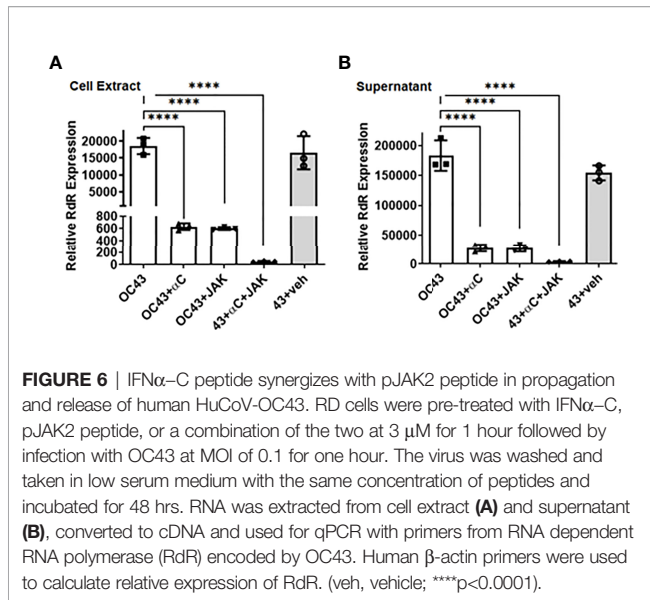 A
B
Cell Extract
Supernatant
****
****
****
****
****
****
Relative RdR Expression
20000
15000
10000
5000
800
600
400
200
0
OC43
OC43+αC
OC43+JAK
43+αC+JAK
43+veh
Relative RdR Expression
200000
150000
100000
50000
0
OC43
OC43+αC
OC43+JAK
43+αC+JAK
43+veh
FIGURE 6 | IFNα–C peptide synergizes with pJAK2 peptide in propagation
and release of human HuCoV-OC43. RD cells were pre-treated with IFNα–C,
pJAK2 peptide, or a combination of the two at 3 μM for 1 hour followed by
infection with OC43 at MOI of 0.1 for one hour. The virus was washed and
taken in low serum medium with the same concentration of peptides and
incubated for 48 hrs. RNA was extracted from cell extract (A) and supernatant
(B), converted to cDNA and used for qPCR with primers from RNA dependent
RNA polymerase (RdR) encoded by OC43. Human β-actin primers were used
to calculate relative expression of RdR. (veh, vehicle; ****p<0.0001).